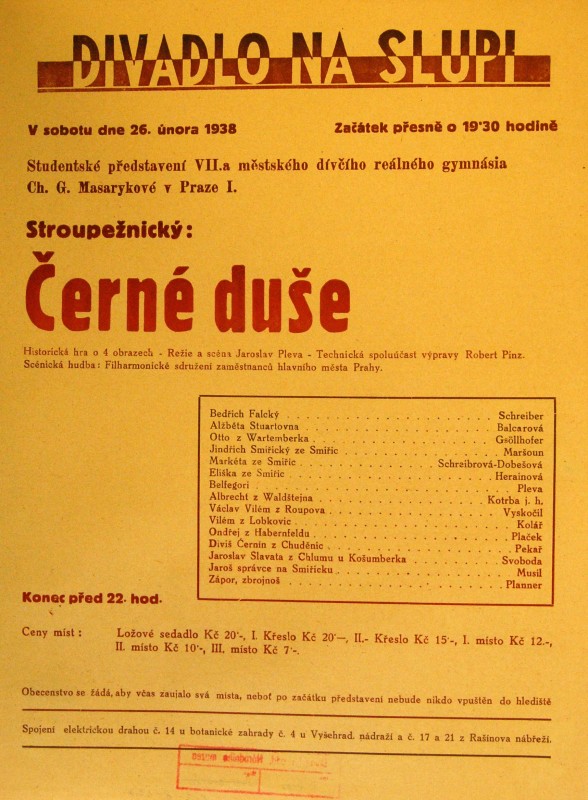 DIVADLO NA SLUPI
V sobotu dne 26. února 1938 Začátek přesně o 19'30 hodině
Studentské představení VII.a městského dívčího reálného gymnásia
Ch. G. Masarykové v Praze I.
Stroupežnický:
Černé duše
Historická hra o 4 obrazech - Režie a scéna Jaroslav Pleva - Technická spoluúčast výpravy Robert Pinz.
Scénická hudba: Filharmonické sdružení zaměstnanců hlavního města Prahy.
Bedřich Falcký . . . . . . . . . . . . . . . . Schreiber
Alžběta Stuartovna . . . . . . . . . . . . . . . . Balcarová
Otto z Wartemberka . . . . . . . . . . . . . . . . Gsöllhofer
Jindřich Smiřický ze Smiřic . . . . . . . . . . . . . . . . Maršoun
Markéta ze Smiřic . . . . . . . . . . . . . . . . Schreibrová-Dobešová
Eliška ze Smiřic . . . . . . . . . . . . . . . . Herainová
Belfegori . . . . . . . . . . . . . . . . Pleva
Albrecht z Waldštejna . . . . . . . . . . . . . . . . Kotrba j. h.
Václav Vilém z Roupova . . . . . . . . . . . . . . . . Vyskočil
Vilém z Lobkovic . . . . . . . . . . . . . . . . Kolář
Ondřej z Habernfeldu . . . . . . . . . . . . . . . . Plaček
Diviš Černín z Chuděnic . . . . . . . . . . . . . . . . Pekař
Jaroslav Slavata z Chlumu u Košumberka . . . . . . . . . . Svoboda
Jaroš správce na Smiřicku . . . . . . . . . . . . . . . . Musil
Zápor, zbrojnoš . . . . . . . . . . . . . . . . Planner
Konec před 22. hod.
Ceny míst: Ložové sedadlo Kč 20'-, I. Křeslo Kč 20'—, II.- Křeslo Kč 15'-, I. místo Kč 12.-,
II. místo Kč 10'-, III. místo Kč 7'-.
Obecenstvo se žádá, aby včas zaujalo svá místa, neboť po začátku představení nebude nikdo vpuštěn do hlediště
Spojení elektrickou drahou č. 14 u botanické zahrady č. 4 u Vyšehrad. nádraží a č. 17 a 21 z Rašínova nábřeží.